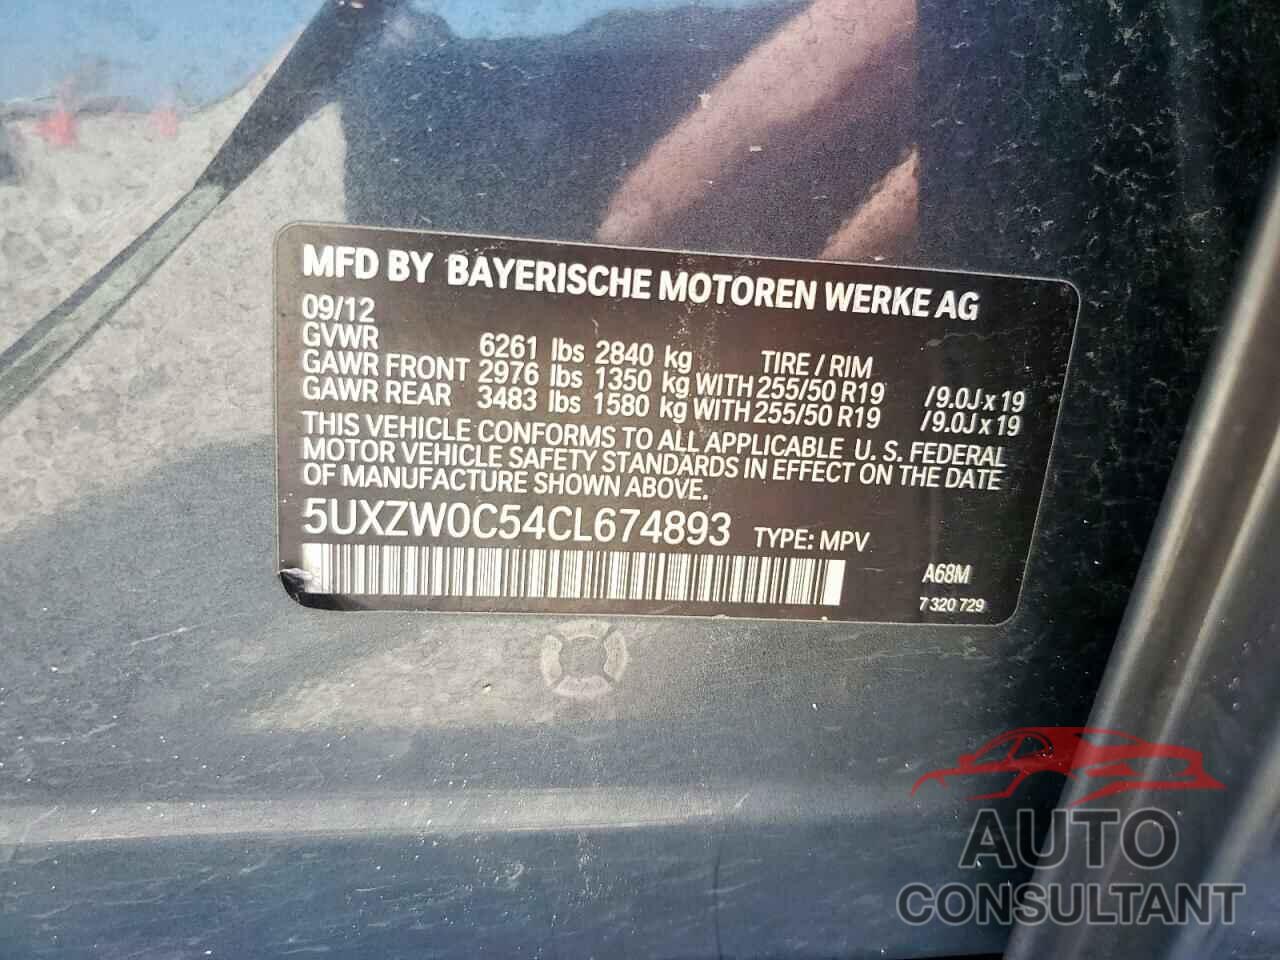 MFD BY BAYERISCHE MOTOREN WERKE AG
09/12
GVWR 6261 lbs 2840 kg TIRE / RIM
GAWR FRONT 2976 lbs 1350 kg WITH 255/50 R19 /9.0J x 19
GAWR REAR 3483 lbs 1580 kg WITH 255/50 R19 /9.0J x 19
THIS VEHICLE CONFORMS TO ALL APPLICABLE U. S. FEDERAL
MOTOR VEHICLE SAFETY STANDARDS IN EFFECT ON THE DATE
OF MANUFACTURE SHOWN ABOVE.
5UXZW0C54CL674893 TYPE: MPV
A68M
7 320 729
AUTO
CONSULTANT